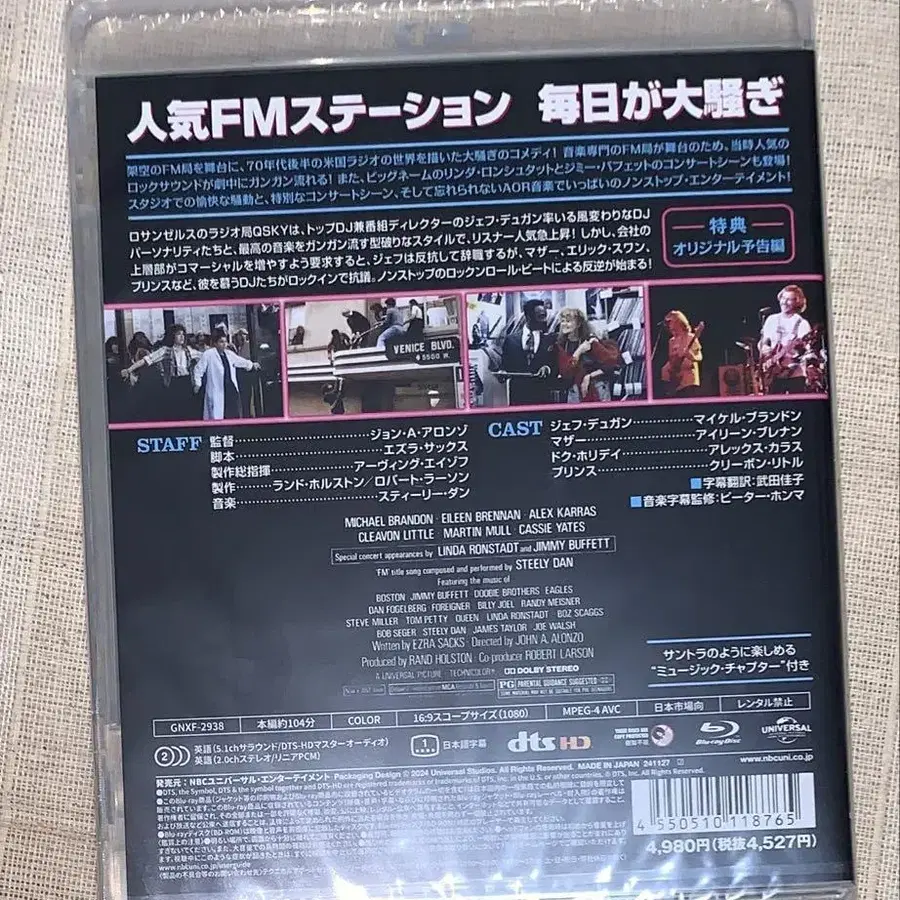 人気FMステーション 毎日が大騒ぎ
架空のFM局を舞台に、70年代後半の米国ラジオの世界を描いた大騒ぎのコメディ! 音楽専門のFM局が舞台のため、当時人気の
ロックサウンドが劇中にガンガン流れる! また、ビッグネームのリンダ・ロンシュタットとジミー・バフェットのコンサートシーンも登場!
スタジオでの愉快な騒動と、特別なコンサートシーン、そして忘れられないAOR音楽でいっぱいのノンストップ・エンターテイメント!
ロサンゼルスのラジオ局QSKYは、トップDJ兼番組ディレクターのジェフ・デュガン率いる風変わりなDJ
パーソナリティたちと、最高の音楽をガンガン流す型破りなスタイルで、リスナー人気急上昇! しかし、会社の
上層部がコマーシャルを増やすよう要求すると、ジェフは反抗して辞職するが、マザー、エリック・スワン、
プリンスなど、彼を慕うDJたちがロックインで抗議。ノンストップのロックンロール・ビートによる反逆が始まる!
特典
オリジナル予告編
VENICE BLVD.
5500 W.
STAFF
監督 ジョン・A・アロンゾ
脚本 エズラ・サックス
製作総指揮 アーヴィング・エイゾフ
製作 ランド・ホルストン/ロバート・ラーソン
音楽 スティーリー・ダン
CAST
ジェフ・デュガン マイケル・ブランドン
マザー アイリーン・ブレナン
ドク・ホリデイ アレックス・カラス
プリンス クリーボン・リトル
■字幕翻訳:武田佳子
■音楽字幕監修:ピーター・ホンマ
MICHAEL BRANDON · EILEEN BRENNAN · ALEX KARRAS
CLEAVON LITTLE · MARTIN MULL · CASSIE YATES
Special concert appearances by LINDA RONSTADT and JIMMY BUFFETT
'FM' title song composed and performed by STEELY DAN
Featuring the music of
BOSTON JIMMY BUFFETT DOOBIE BROTHERS EAGLES
DAN FOGELBERG FOREIGNER BILLY JOEL RANDY MEISNER
STEVE MILLER TOM PETTY QUEEN LINDA RONSTADT BOZ SCAGGS
BOB SEGER STEELY DAN JAMES TAYLOR JOE WALSH
Written by EZRA SACKS Directed by JOHN A. ALONZO
Produced by RAND HOLSTON · Co-producer ROBERT LARSON
A UNIVERSAL PICTURE TECHNICOLOR® DOLBY STEREO
PG PARENTAL GUIDANCE SUGGESTED
サントラのように楽しめる
“ミュージック・チャプター”付き
GNXF-2938 本編約104分 COLOR 16:9スコープサイズ(1080) MPEG-4 AVC 日本市場向 レンタル禁止
2 英語(5.1chサラウンド/DTS-HDマスターオーディオ)
英語(2.0chステレオ/リニアPCM)
1 日本語字幕
dts HD
複製不能
Blu-ray Disc
UNIVERSAL
www.nbcuni.co.jp
発売元:NBCユニバーサル・エンターテイメント Packaging Design © 2024 Universal Studios. All Rights Reserved. MADE IN JAPAN 241127
4 550510 118765
4,980円(税抜4,527円)